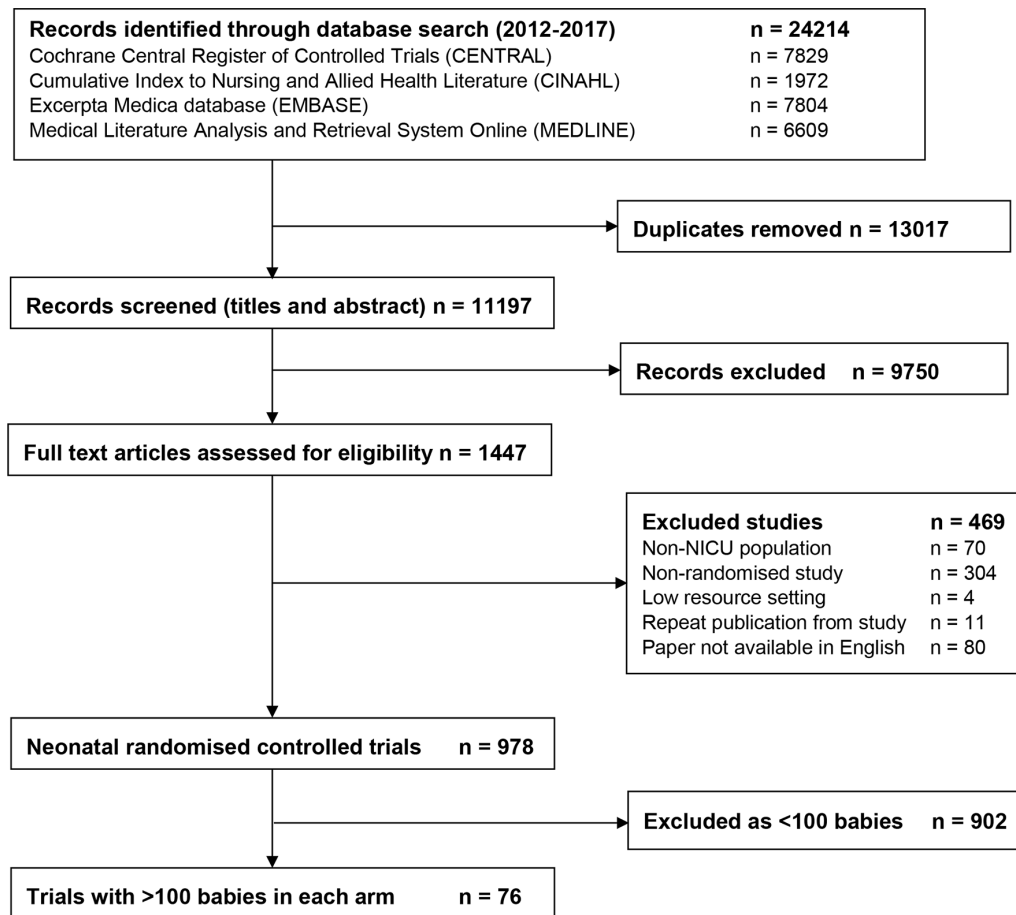 Records identified through database search (2012-2017) n = 24214
Cochrane Central Register of Controlled Trials (CENTRAL) n = 7829
Cumulative Index to Nursing and Allied Health Literature (CINAHL) n = 1972
Excerpta Medica database (EMBASE) n = 7804
Medical Literature Analysis and Retrieval System Online (MEDLINE) n = 6609
Duplicates removed n = 13017
Records screened (titles and abstract) n = 11197
Records excluded n = 9750
Full text articles assessed for eligibility n = 1447
Excluded studies n = 469
Non-NICU population n = 70
Non-randomised study n = 304
Low resource setting n = 4
Repeat publication from study n = 11
Paper not available in English n = 80
Neonatal randomised controlled trials n = 978
Excluded as <100 babies n = 902
Trials with >100 babies in each arm n = 76